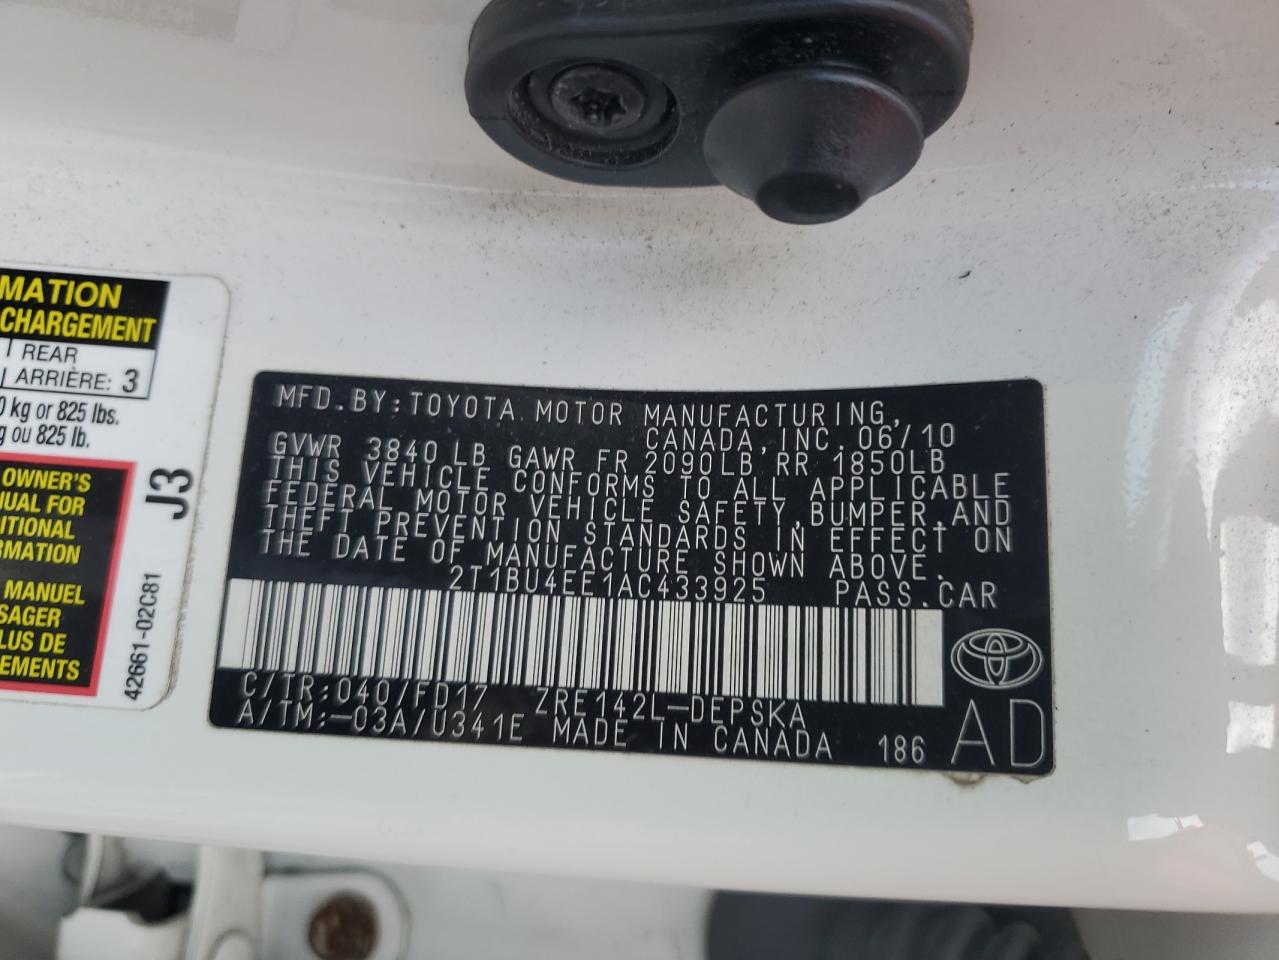 MATION
CHARGEMENT
REAR
ARRIÈRE: 3
0 kg or 825 lbs.
g ou 825 lb.
OWNER'S
UAL FOR
ITIONAL
RMATION
MANUEL
SAGER
LUS DE
EMENTS
J3
42661-02C81
MFD.BY:TOYOTA MOTOR MANUFACTURING,
CANADA,INC.06/10
GVWR 3840 LB GAWR FR 2090LB RR 1850LB
THIS VEHICLE CONFORMS TO ALL APPLICABLE
FEDERAL MOTOR VEHICLE SAFETY,BUMPER AND
THEFT PREVENTION STANDARDS IN EFFECT ON
THE DATE OF MANUFACTURE SHOWN ABOVE.
2T1BU4EE1AC433925 PASS.CAR
C/TR:040/FD17 ZRE142L-DEPSKA
A/TM:-03A/U341E MADE IN CANADA 186
AD